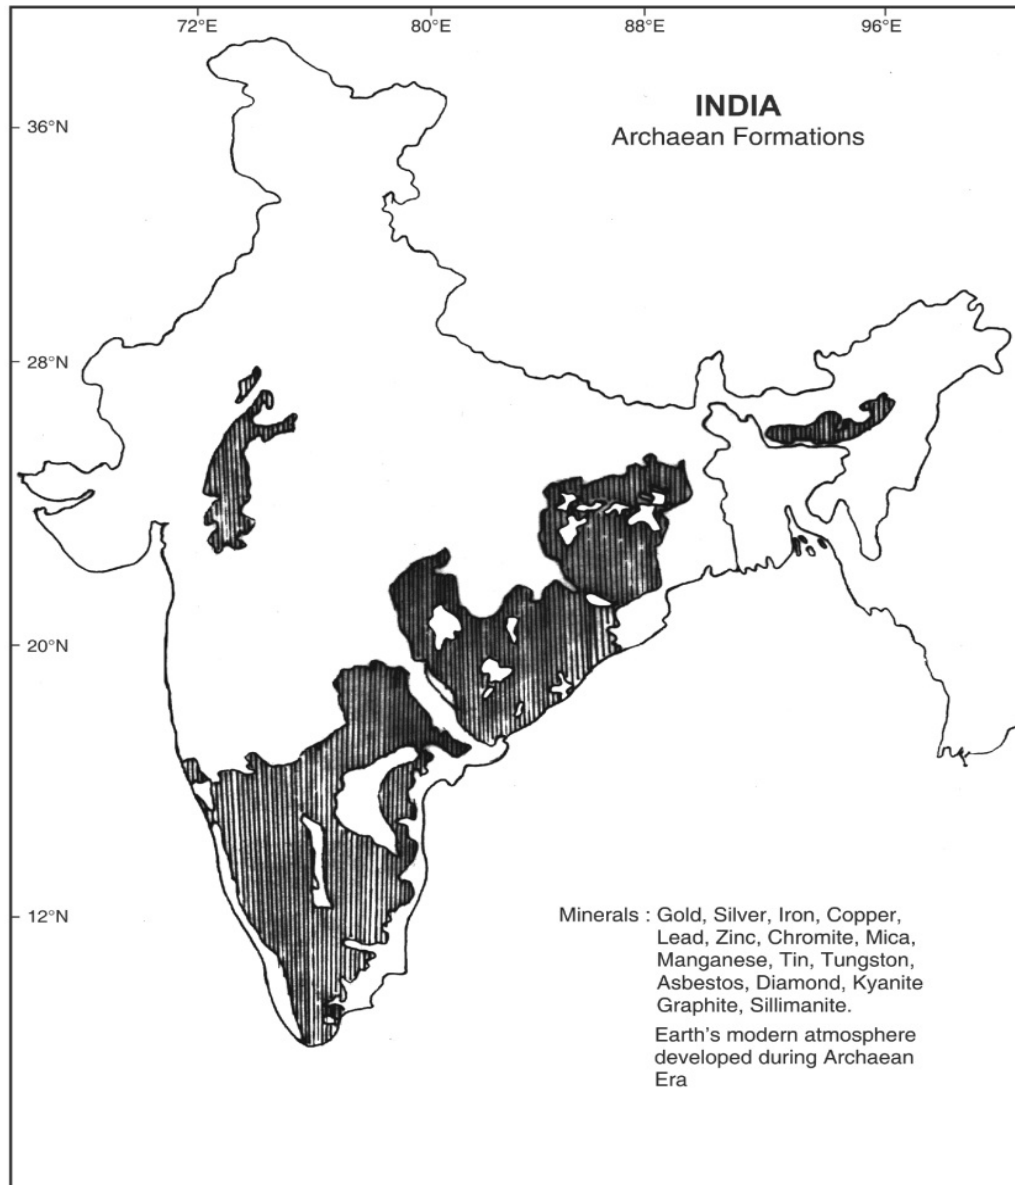 72°E 80°E 88°E 96°E
INDIA
Archaean Formations
36°N
28°N
20°N
12°N
Minerals : Gold, Silver, Iron, Copper,
Lead, Zinc, Chromite, Mica,
Manganese, Tin, Tungston,
Asbestos, Diamond, Kyanite
Graphite, Sillimanite.
Earth's modern atmosphere
developed during Archaean
Era